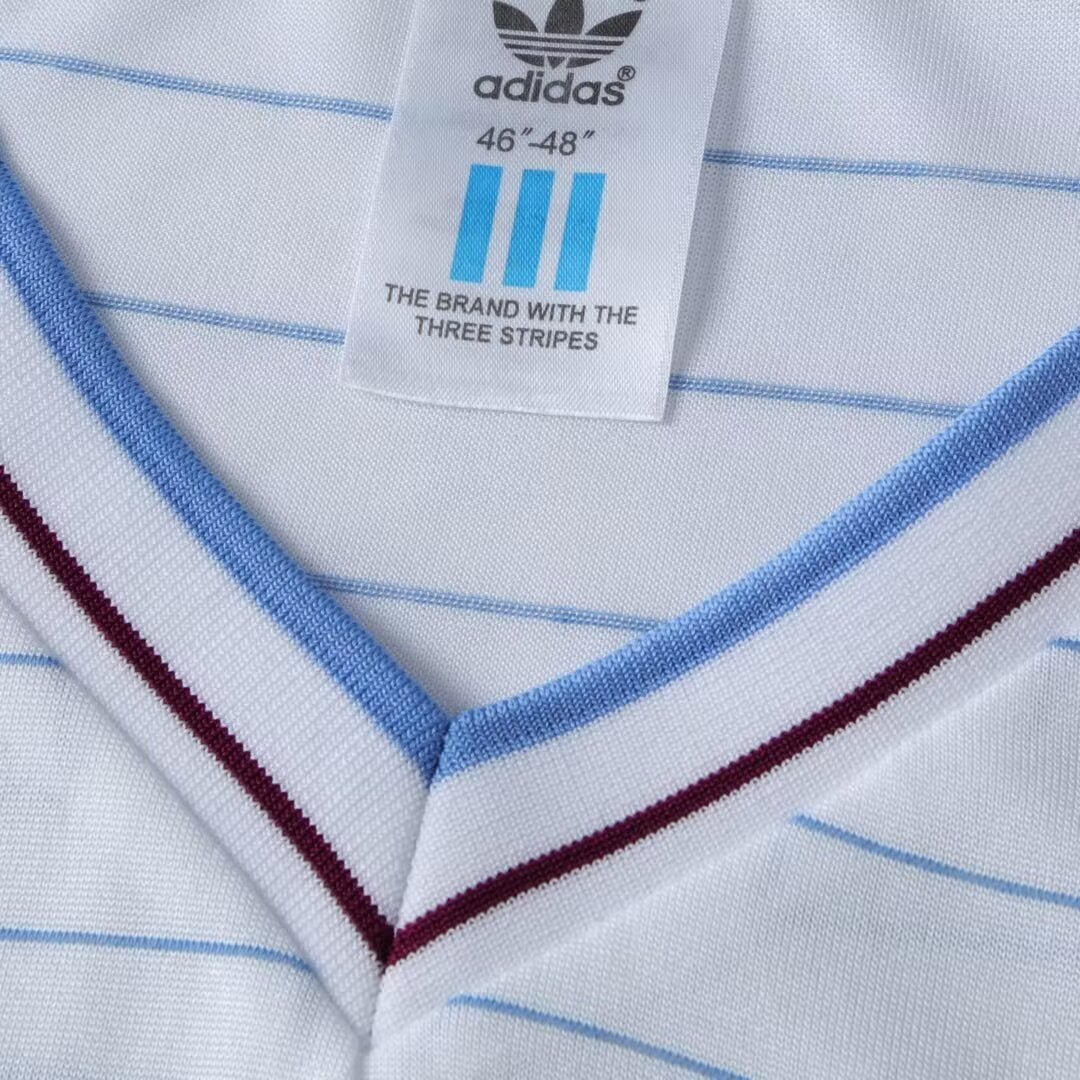 adidas®
46"-48"
THE BRAND WITH THE
THREE STRIPES